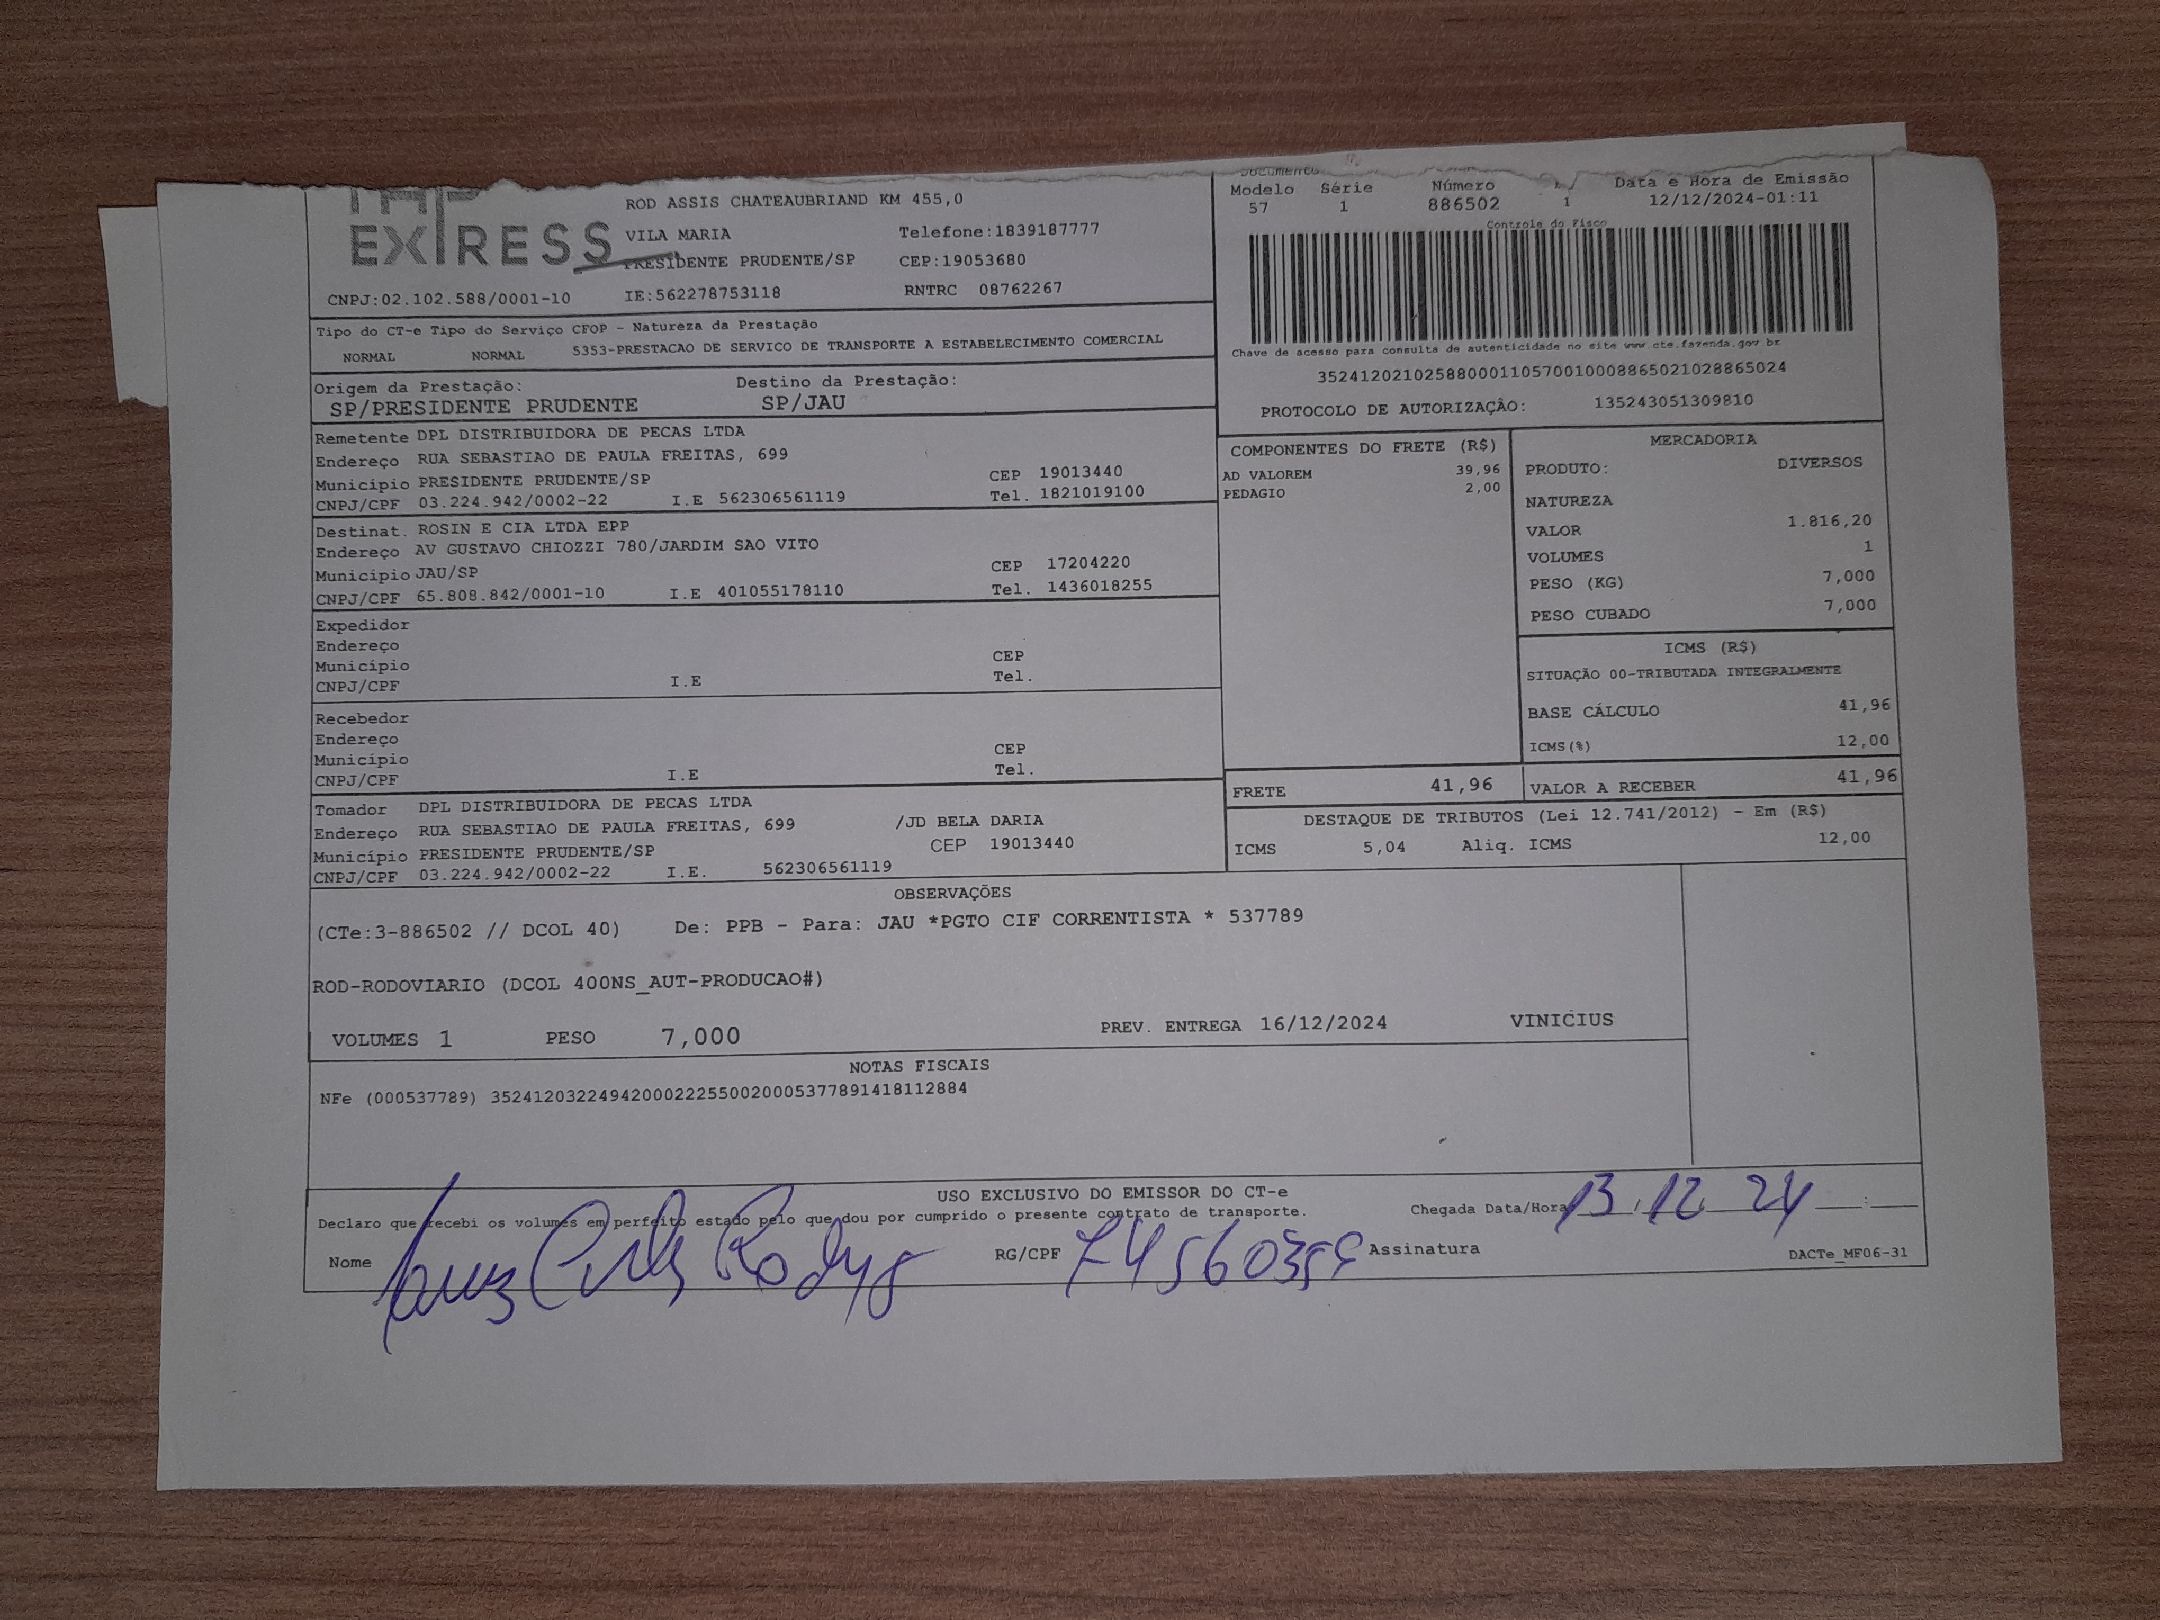 EXPRESS
ROD ASSIS CHATEAUBRIAND KM 455,0
VILA MARIA Telefone:1839187777
PRESIDENTE PRUDENTE/SP CEP:19053680
CNPJ:02.102.588/0001-10 IE:562278753118 RNTRC 08762267
Documento
Modelo Série Número / Data e Hora de Emissão
57 1 886502 1 12/12/2024-01:11
Controle do Fisco
Chave de acesso para consulta de autenticidade no site www.cte.fazenda.gov.br
35241202102588000110570010008865021028865024
PROTOCOLO DE AUTORIZAÇÃO: 135243051309810
Tipo do CT-e Tipo do Serviço CFOP - Natureza da Prestação
NORMAL NORMAL 5353-PRESTACAO DE SERVICO DE TRANSPORTE A ESTABELECIMENTO COMERCIAL
Origem da Prestação: Destino da Prestação:
SP/PRESIDENTE PRUDENTE SP/JAU
Remetente DPL DISTRIBUIDORA DE PECAS LTDA
Endereço RUA SEBASTIAO DE PAULA FREITAS, 699
Município PRESIDENTE PRUDENTE/SP CEP 19013440
CNPJ/CPF 03.224.942/0002-22 I.E 562306561119 Tel. 1821019100
Destinat. ROSIN E CIA LTDA EPP
Endereço AV GUSTAVO CHIOZZI 780/JARDIM SAO VITO
Município JAU/SP CEP 17204220
CNPJ/CPF 65.808.842/0001-10 I.E 401055178110 Tel. 1436018255
Expedidor
Endereço
Município CEP
CNPJ/CPF I.E Tel.
Recebedor
Endereço
Município CEP
CNPJ/CPF I.E Tel.
Tomador DPL DISTRIBUIDORA DE PECAS LTDA
Endereço RUA SEBASTIAO DE PAULA FREITAS, 699 /JD BELA DARIA
Município PRESIDENTE PRUDENTE/SP CEP 19013440
CNPJ/CPF 03.224.942/0002-22 I.E. 562306561119
COMPONENTES DO FRETE (R$)
AD VALOREM 39,96
PEDAGIO 2,00
MERCADORIA
PRODUTO: DIVERSOS
NATUREZA
VALOR 1.816,20
VOLUMES 1
PESO (KG) 7,000
PESO CUBADO 7,000
ICMS (R$)
SITUAÇÃO 00-TRIBUTADA INTEGRALMENTE
BASE CÁLCULO 41,96
ICMS(%) 12,00
FRETE 41,96 VALOR A RECEBER 41,96
DESTAQUE DE TRIBUTOS (Lei 12.741/2012) - Em (R$)
ICMS 5,04 Aliq. ICMS 12,00
OBSERVAÇÕES
(CTe:3-886502 // DCOL 40) De: PPB - Para: JAU *PGTO CIF CORRENTISTA * 537789
ROD-RODOVIARIO (DCOL 400NS_AUT-PRODUCAO#)
VOLUMES 1 PESO 7,000 PREV. ENTREGA 16/12/2024 VINICIUS
NOTAS FISCAIS
NFe (000537789) 35241203224942000222550020005377891418112884
USO EXCLUSIVO DO EMISSOR DO CT-e
Declaro que recebi os volumes em perfeito estado pelo que dou por cumprido o presente contrato de transporte. Chegada Data/Hora 13/12 24 :
Nome RG/CPF Assinatura DACTe_MF06-31